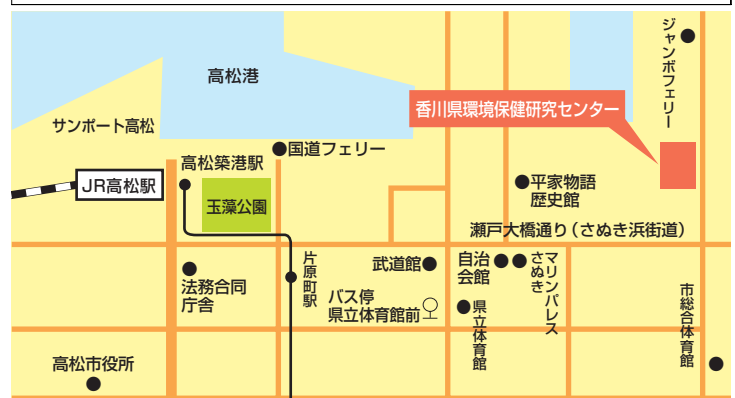 ジャンボフェリー
高松港
香川県環境保健研究センター
サンポート高松
国道フェリー
高松築港駅
JR高松駅
玉藻公園
平家物語
歴史館
瀬戸大橋通り（さぬき浜街道）
片原町駅
武道館
自治
会館
マリンパレス
さぬき
法務合同
庁舎
バス停
県立体育館前
県立体育館
市総合体育館
高松市役所